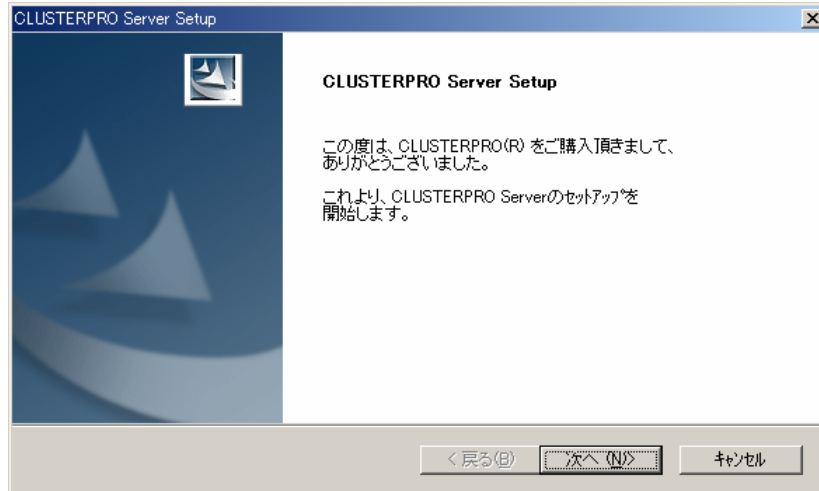 CLUSTERPRO Server Setup
CLUSTERPRO Server Setup
この度は、CLUSTERPRO(R) をご購入頂きまして、
ありがとうございました。
これより、CLUSTERPRO Serverのセットアップを
開始します。
< 戻る(B)
次へ (N)>
キャンセル